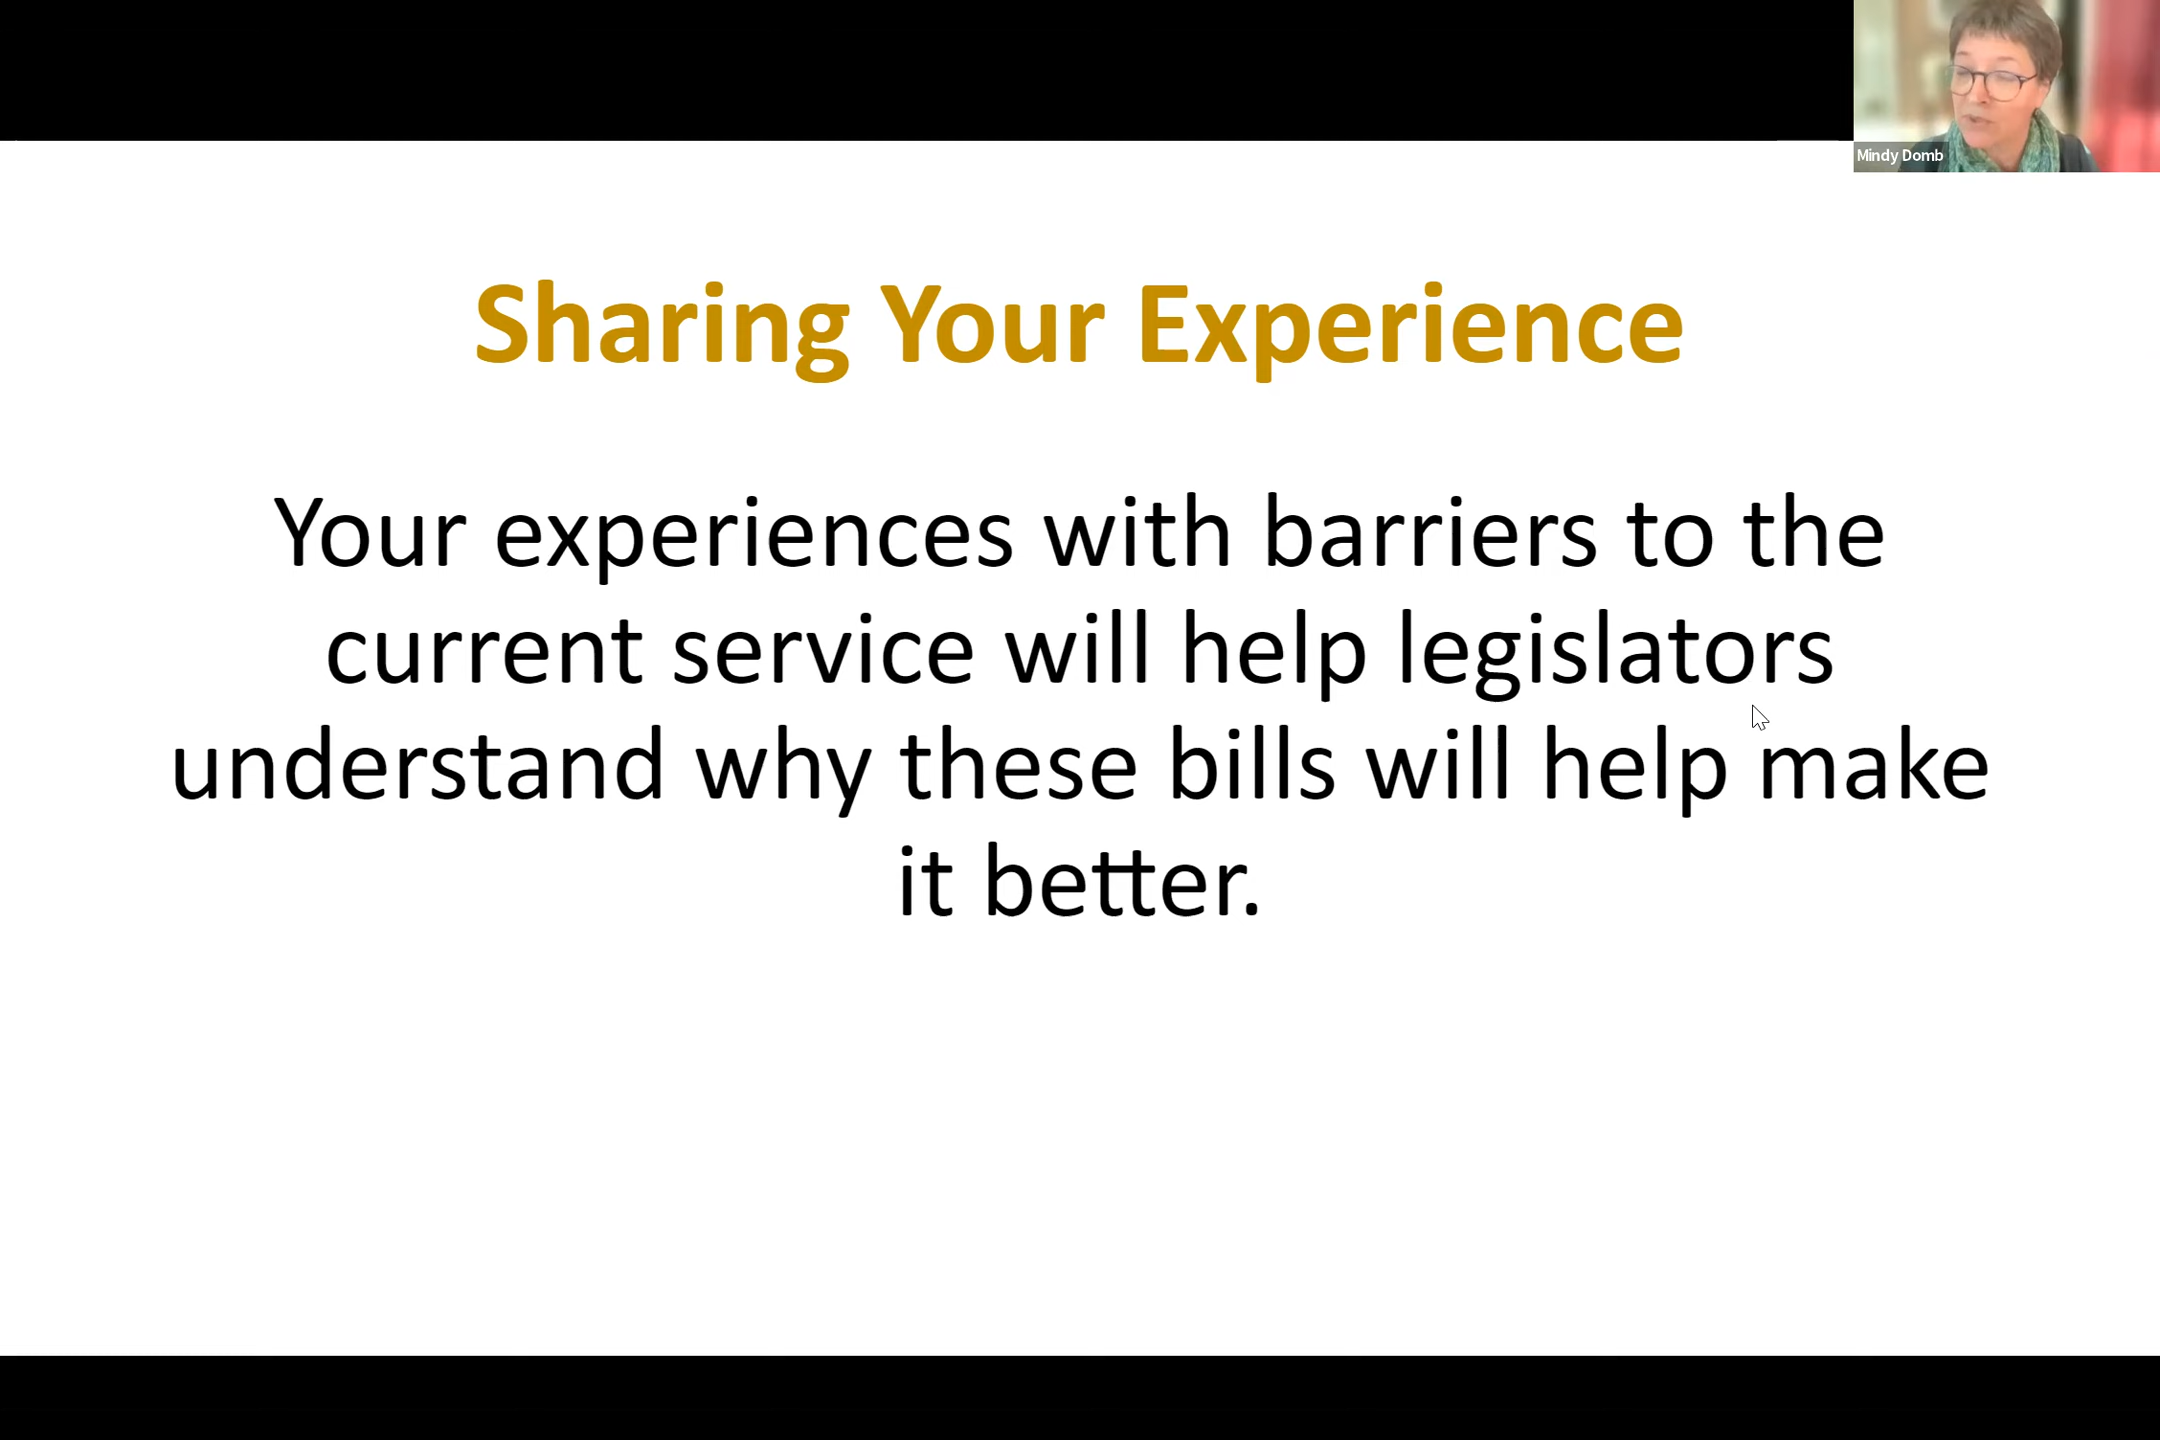 Mindy Domb
Sharing Your Experience
Your experiences with barriers to the
current service will help legislators
understand why these bills will help make
it better.